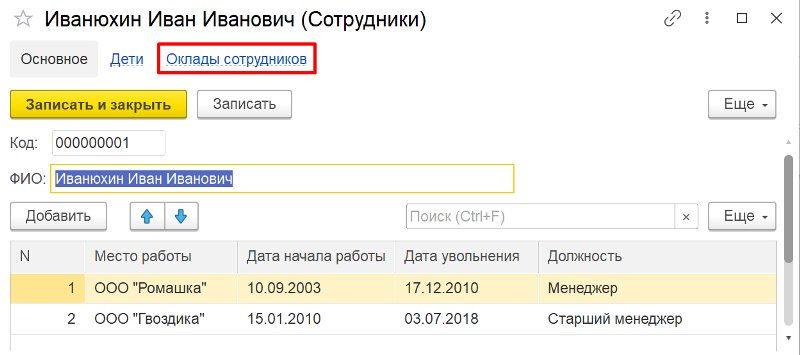 Иванюхин Иван Иванович (Сотрудники)
Основное Дети Оклады сотрудников
Записать и закрыть Записать Еще
Код: 000000001
ФИО: Иванюхин Иван Иванович
Добавить Поиск (Ctrl+F) × Еще
N Место работы Дата начала работы Дата увольнения Должность
1 ООО "Ромашка" 10.09.2003 17.12.2010 Менеджер
2 ООО "Гвоздика" 15.01.2010 03.07.2018 Старший менеджер